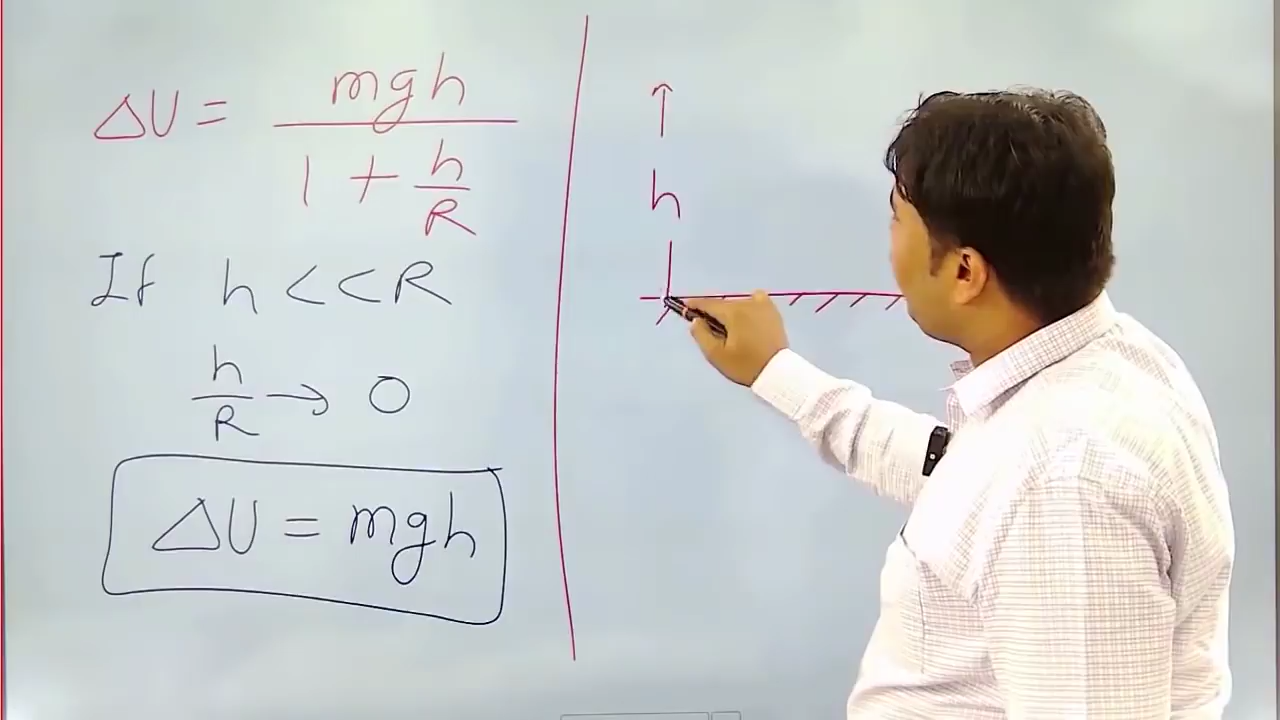 ΔU = mgh / (1 + h/R)
If h << R
h/R → 0
ΔU = mgh
h